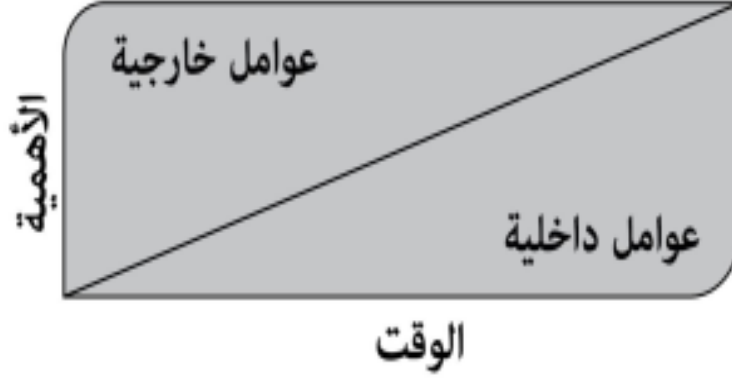 عوامل خارجية
الأهمية
عوامل داخلية
الوقت